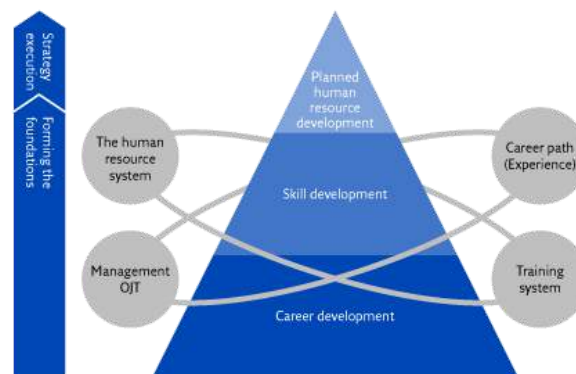 Strategy
execution
Forming the
foundations
Planned
human
resource
development
The human
resource
system
Career path
(Experience)
Skill development
Management
OJT
Training
system
Career development